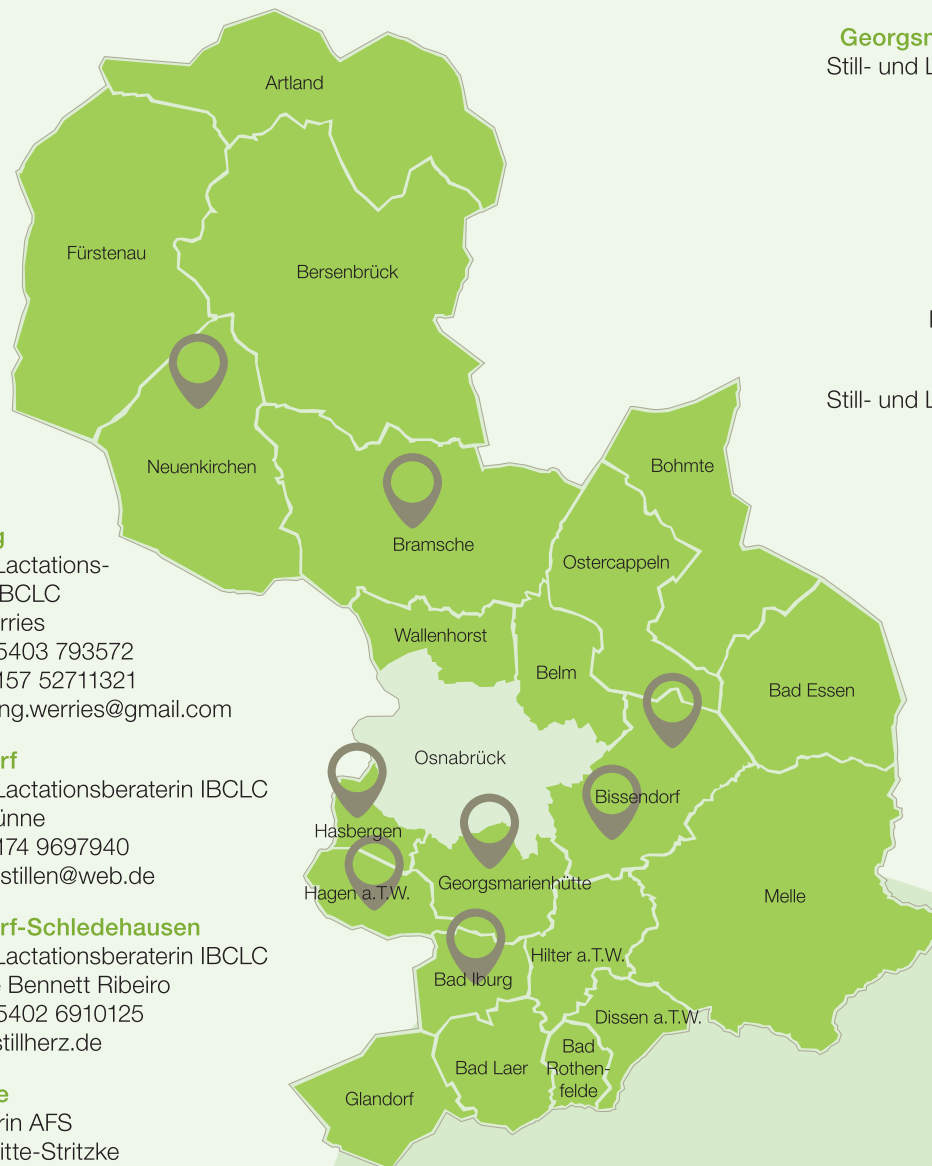 Georgsm
Still- und L
Still- und L
Artland
Fürstenau
Bersenbrück
Neuenkirchen
Bramsche
Bohmte
Ostercappeln
Wallenhorst
Belm
Bad Essen
Osnabrück
Bissendorf
Hasbergen
Hagen a.T.W.
Georgsmarienhütte
Melle
Hilter a.T.W.
Bad Iburg
Dissen a.T.W.
Bad
Rothen-
felde
Bad Laer
Glandorf
g
Lactations-
BCLC
rries
5403 793572
157 52711321
ng.werries@gmail.com
rf
Lactationsberaterin IBCLC
ünne
174 9697940
stillen@web.de
rf-Schledehausen
Lactationsberaterin IBCLC
e Bennett Ribeiro
5402 6910125
stillherz.de
e
rin AFS
itte-Stritzke